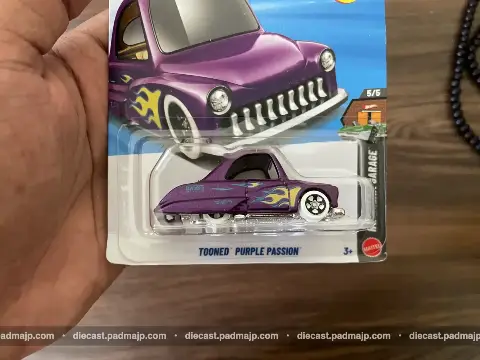 5/5
GARAGE
TOONED PURPLE PASSION
3+
MATTEL
padmajp.com · diecast.padmajp.com · diecast.padmajp.com · diecast.padmajp.com · diecast.p